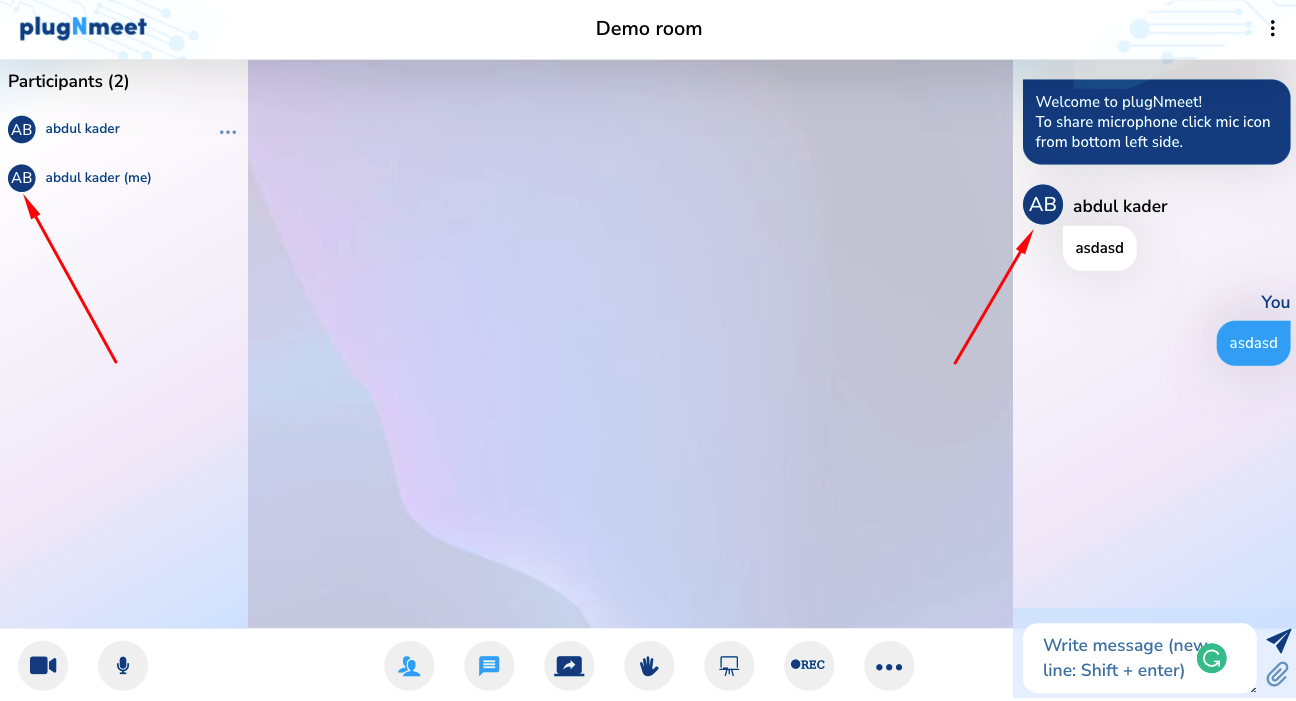 plugNmeet
Demo room
Participants (2)
AB abdul kader
AB abdul kader (me)
Welcome to plugNmeet!
To share microphone click mic icon
from bottom left side.
AB abdul kader
asdasd
You
asdasd
Write message (new
line: Shift + enter)
REC